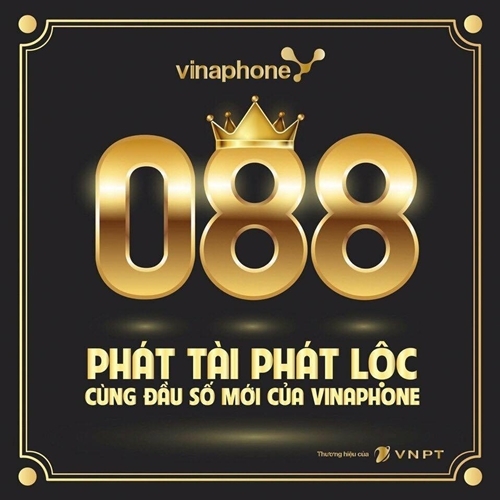 vinaphone
088
PHÁT TÀI PHÁT LỘC
CÙNG ĐẦU SỐ MỚI CỦA VINAPHONE
Thương hiệu của VNPT